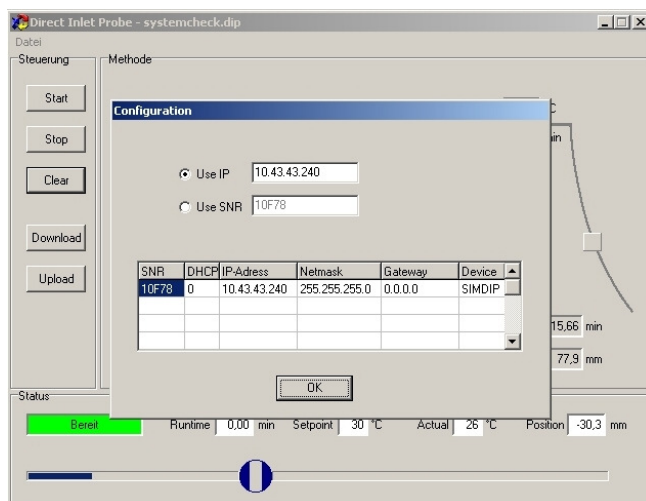 Direct Inlet Probe - systemcheck.dip
Datei
Steuerung
Methode
Start
Stop
Clear
Download
Upload
Configuration
Use IP 10.43.43.240
Use SNR 10F78
SNR DHCP IP-Adress Netmask Gateway Device
10F78 0 10.43.43.240 255.255.255.0 0.0.0.0 SIMDIP
OK
15,66 min
77,9 mm
Status
Bereit
Runtime 0,00 min Setpoint 30 °C Actual 26 °C Position -30,3 mm